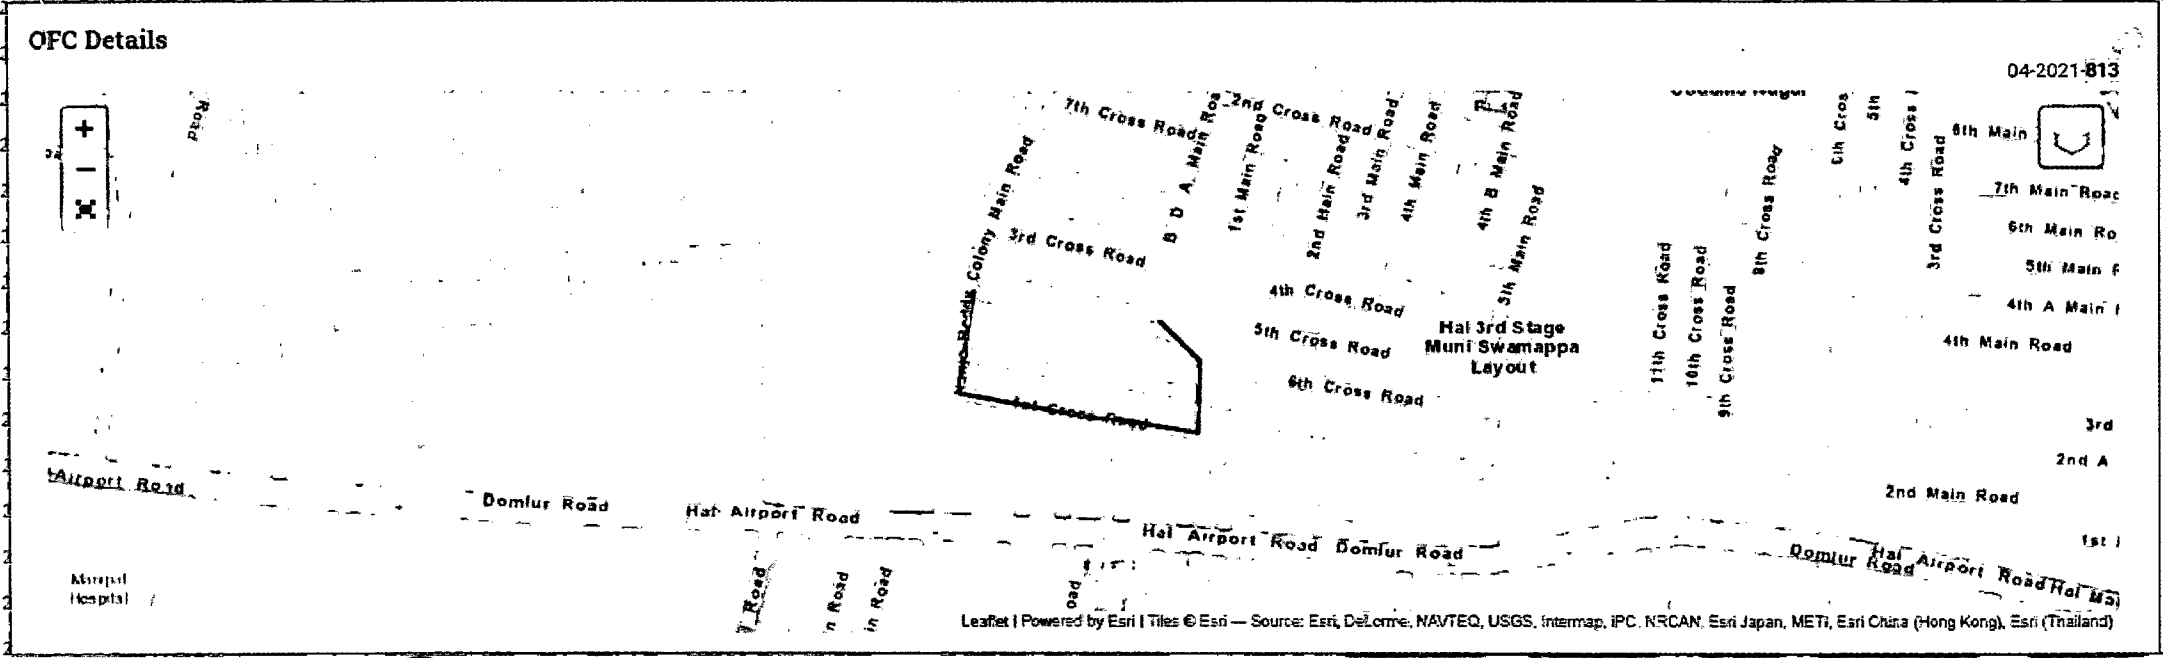 OFC Details
04-2021-813
Road
7th Cross Road
2nd Cross Road
B D A Main Roa
1st Main Road
2nd Main Road
3rd Main Road
4th Main Road
4th B Main Road
5th Main Road
Colony Main Road
3rd Cross Road
4th Cross Road
5th Cross Road
6th Cross Road
1st Cross Road
Hal 3rd Stage
Muni Swamappa
Layout
11th Cross Road
10th Cross Road
9th Cross Road
8th Cross Road
6th Cros
5th
4th Cross
3rd Cross Road
8th Main
7th Main Road
6th Main Ro
5th Main
4th A Main
4th Main Road
3rd
2nd A
2nd Main Road
1st
Airport Road
Domlur Road
Hal Airport Road
Hal Airport Road
Domlur Road
Domlur Road
Hal Airport Road
Hal
Manipal
Hospital
Road
n Road
in Road
oad
Leaflet | Powered by Esri | Tiles © Esri — Source: Esri, DeLorme, NAVTEQ, USGS, Intermap, iPC, NRCAN, Esri Japan, METI, Esri China (Hong Kong), Esri (Thailand)